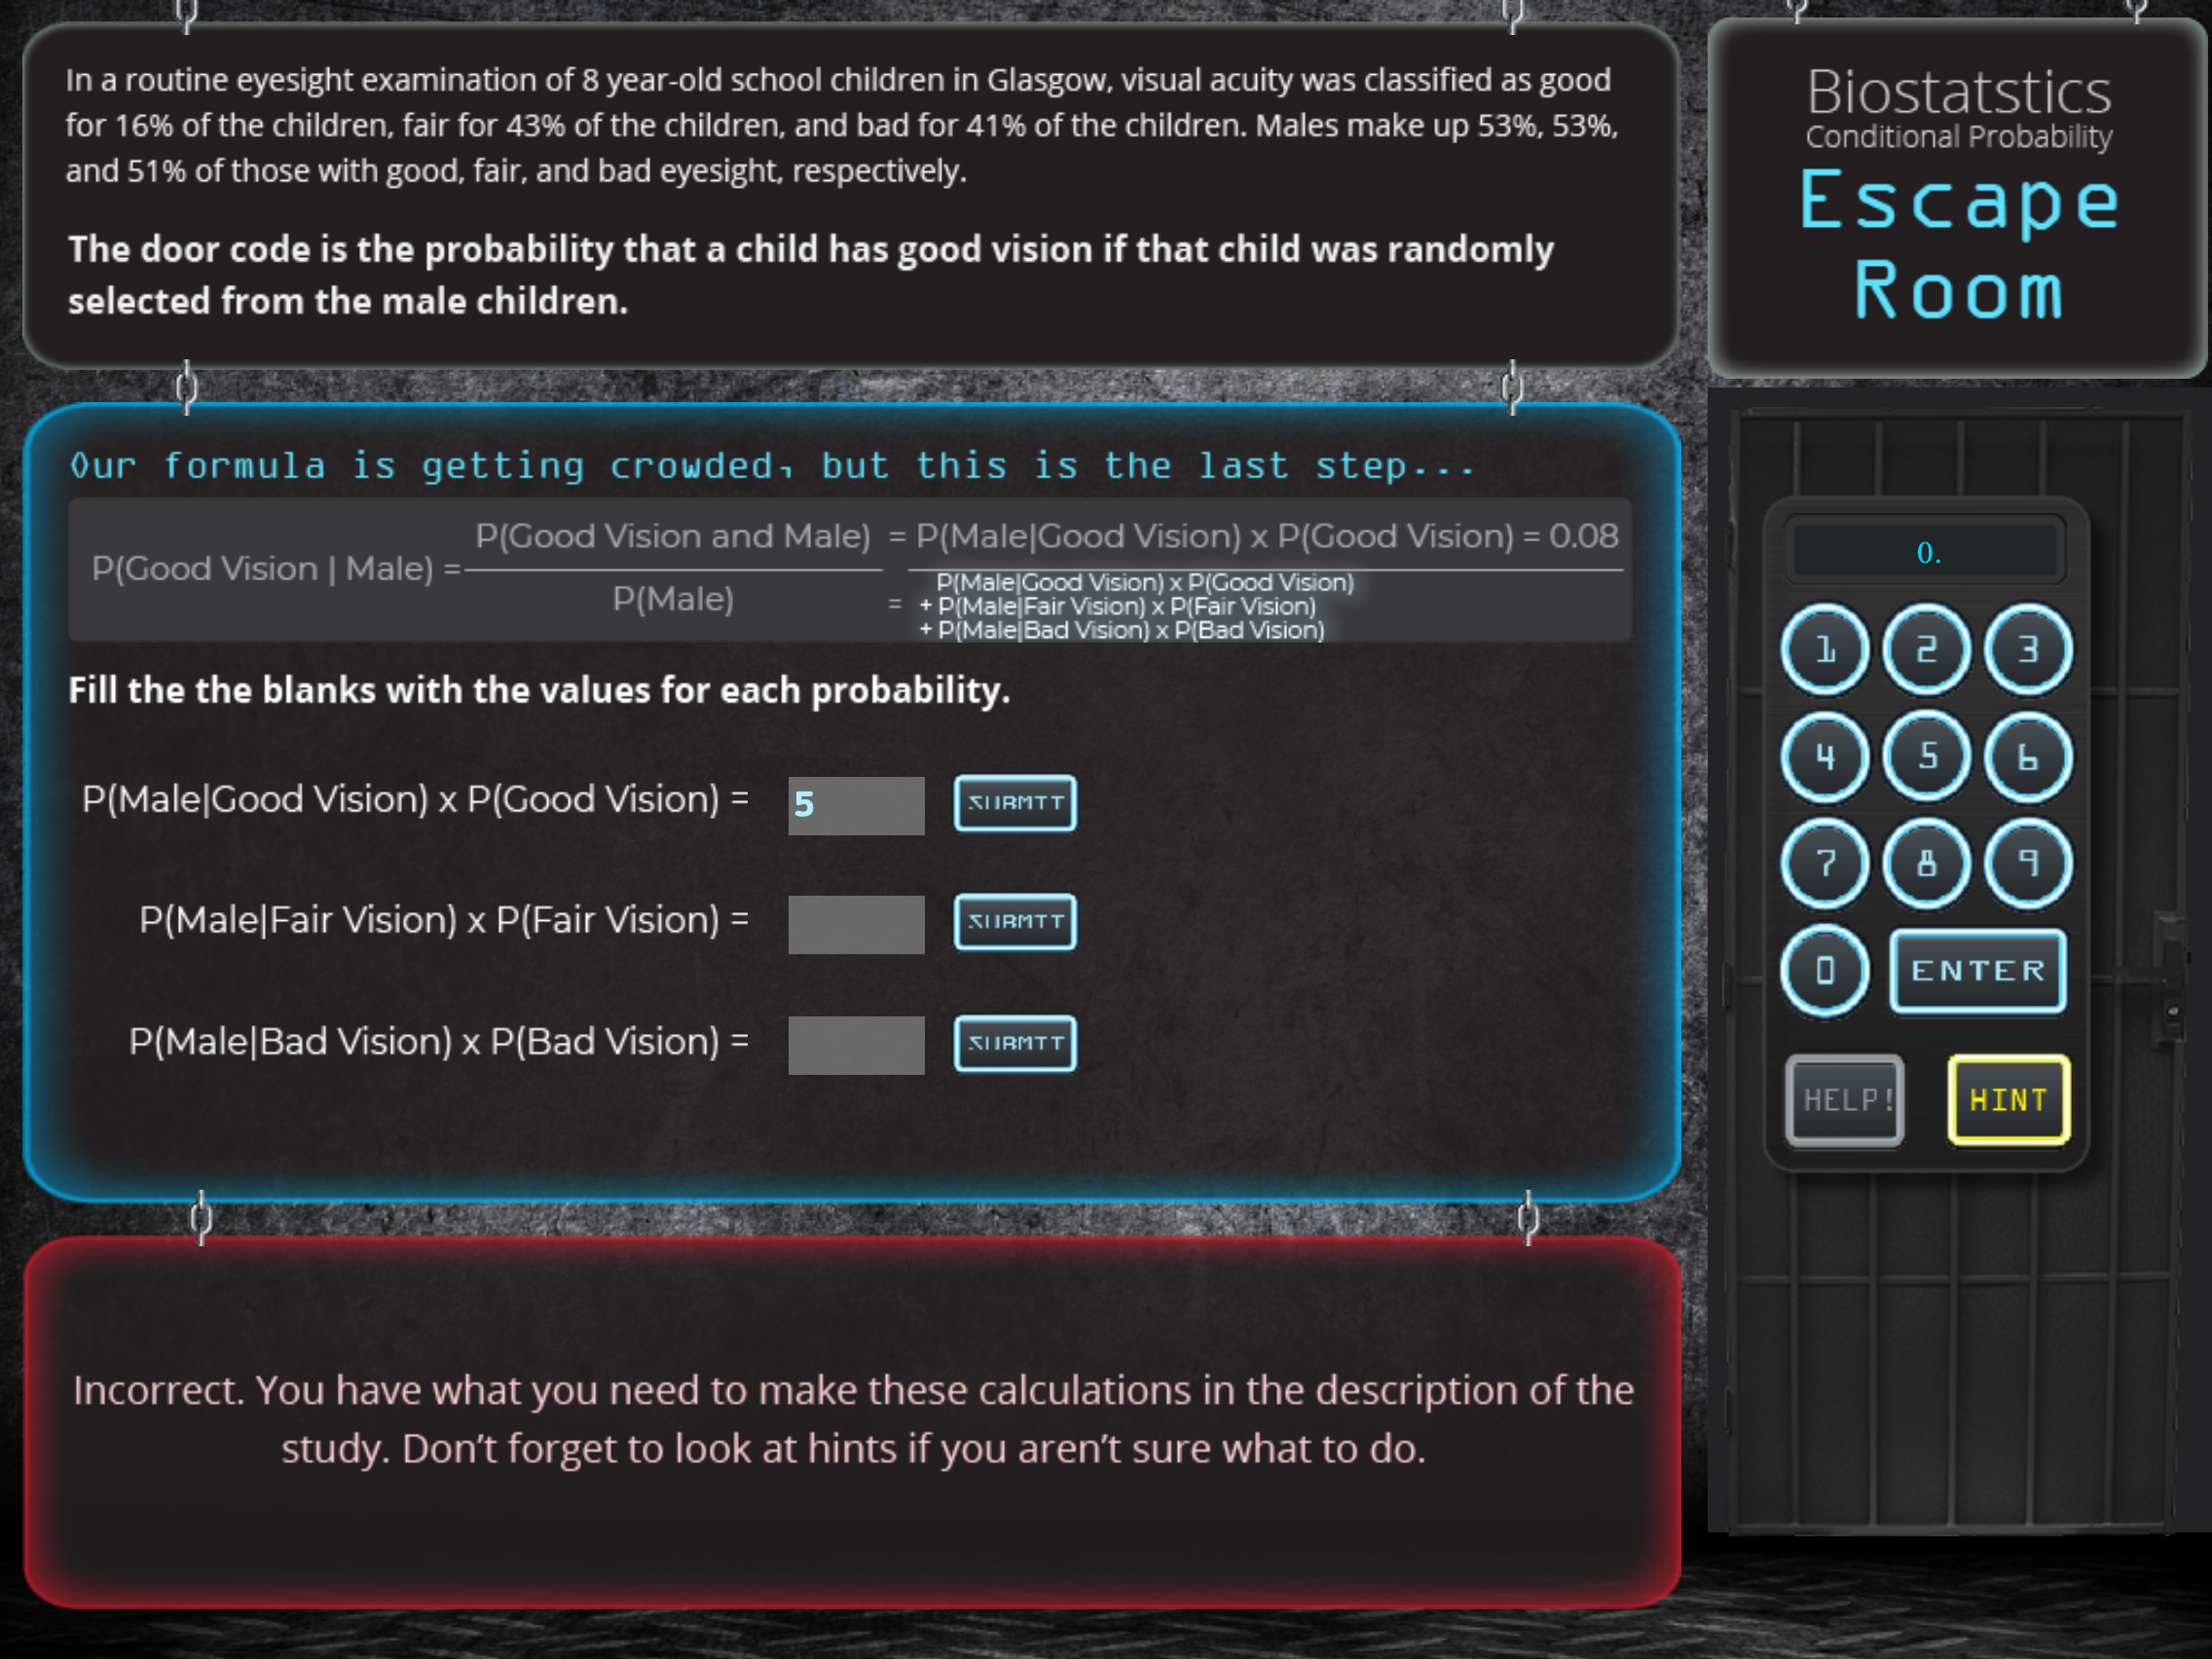 In a routine eyesight examination of 8 year-old school children in Glasgow, visual acuity was classified as good
for 16% of the children, fair for 43% of the children, and bad for 41% of the children. Males make up 53%, 53%,
and 51% of those with good, fair, and bad eyesight, respectively.
The door code is the probability that a child has good vision if that child was randomly
selected from the male children.
Biostatstics
Conditional Probability
Escape
Room
Our formula is getting crowded, but this is the last step...
P(Good Vision | Male) =
P(Good Vision and Male) = P(Male|Good Vision) x P(Good Vision) = 0.08
P(Male) =
P(Male|Good Vision) x P(Good Vision)
+ P(Male|Fair Vision) x P(Fair Vision)
+ P(Male|Bad Vision) x P(Bad Vision)
Fill the the blanks with the values for each probability.
P(Male|Good Vision) x P(Good Vision) = 5 SUBMIT
P(Male|Fair Vision) x P(Fair Vision) = SUBMIT
P(Male|Bad Vision) x P(Bad Vision) = SUBMIT
Incorrect. You have what you need to make these calculations in the description of the
study. Don't forget to look at hints if you aren't sure what to do.
0.
1 2 3
4 5 6
7 8 9
0 ENTER
HELP! HINT